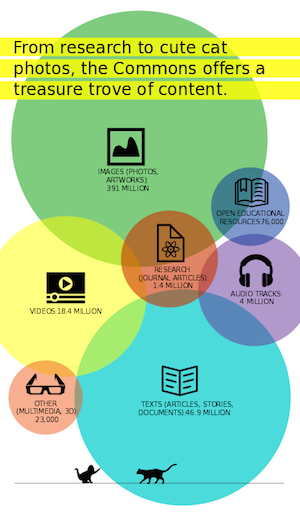 From research to cute cat
photos, the Commons offers a
treasure trove of content.
IMAGES (PHOTOS,
ARTWORKS):
391 MILLION
OPEN EDUCATIONAL
RESOURCES:76,000
RESEARCH
(JOURNAL ARTICLES):
1.4 MILLION
AUDIO TRACKS:
4 MILLION
VIDEOS:18.4 MILLION
OTHER
(MULTIMEDIA, 3D):
23,000
TEXTS (ARTICLES, STORIES,
DOCUMENTS):46.9 MILLION